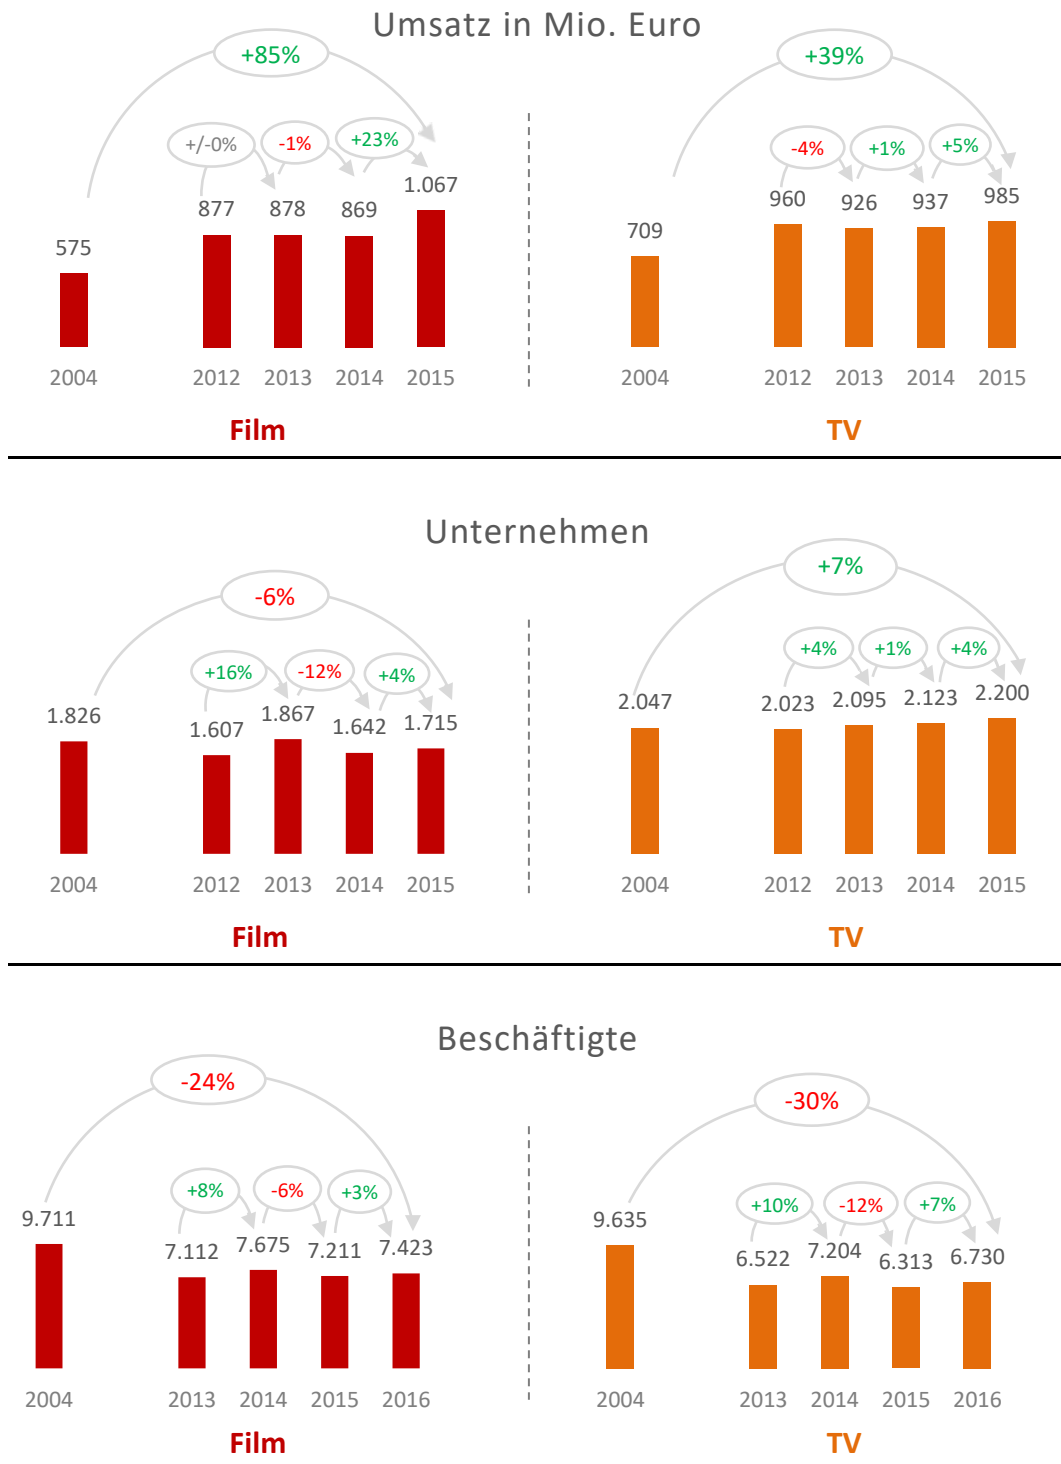 Umsatz in Mio. Euro
+85% +39%
+/-0% -1% +23% -4% +1% +5%
575 877 878 869 1.067 709 960 926 937 985
2004 2012 2013 2014 2015 2004 2012 2013 2014 2015
Film TV
Unternehmen
-6% +7%
+16% -12% +4% +4% +1% +4%
1.826 1.607 1.867 1.642 1.715 2.047 2.023 2.095 2.123 2.200
2004 2012 2013 2014 2015 2004 2012 2013 2014 2015
Film TV
Beschäftigte
-24% -30%
+8% -6% +3% +10% -12% +7%
9.711 7.112 7.675 7.211 7.423 9.635 6.522 7.204 6.313 6.730
2004 2013 2014 2015 2016 2004 2013 2014 2015 2016
Film TV